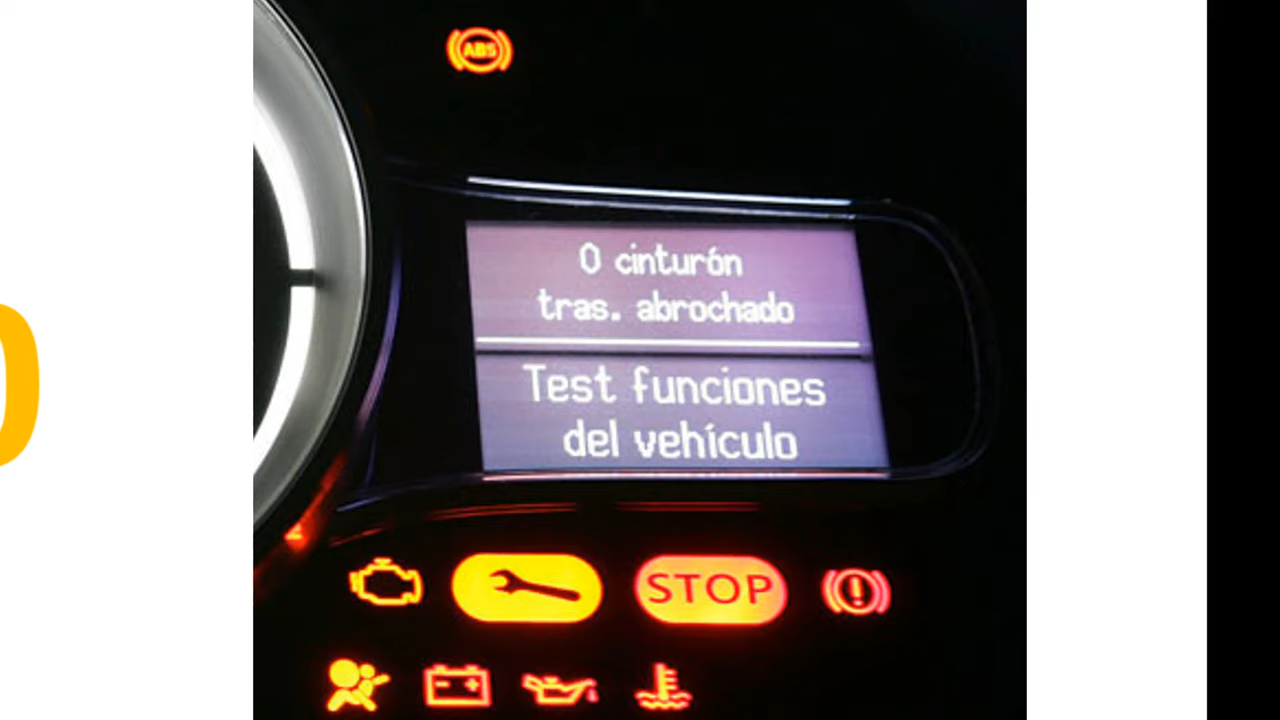 ABS
0 cinturón
tras. abrochado
Test funciones
del vehículo
STOP